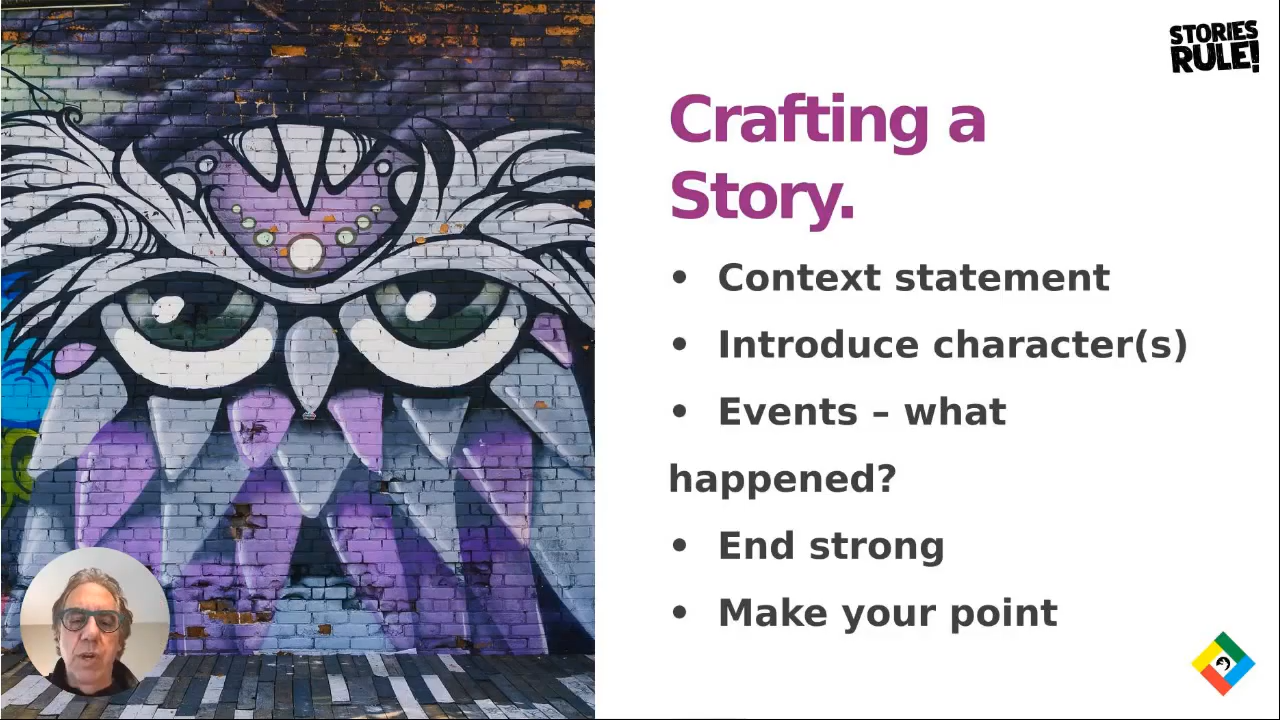 STORIES
RULE!
Crafting a
Story.
• Context statement
• Introduce character(s)
• Events – what
happened?
• End strong
• Make your point